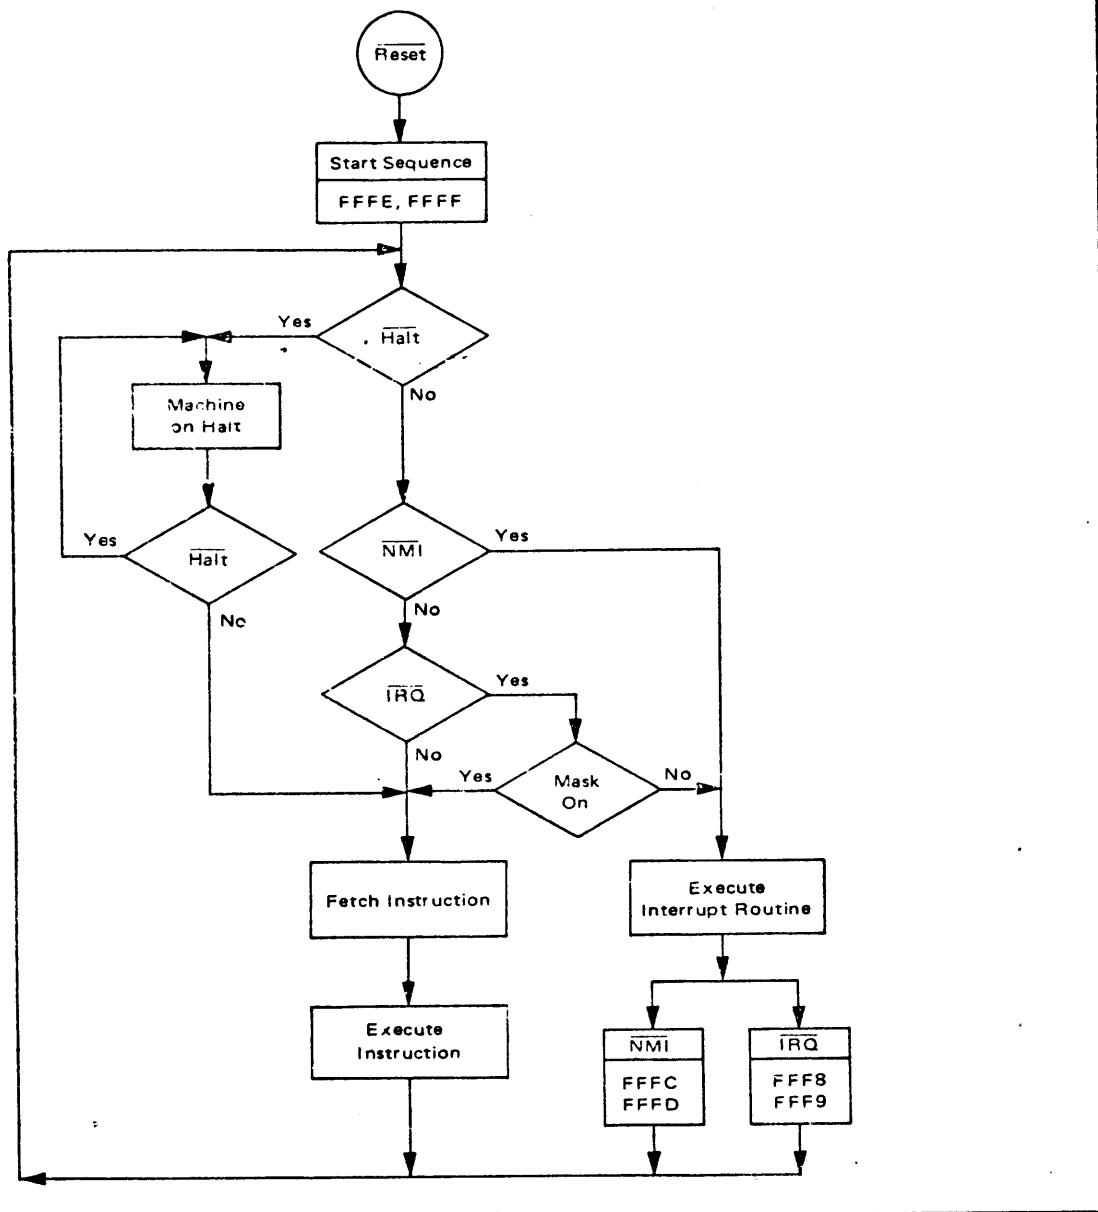 Reset
Start Sequence
FFFE, FFFF
Yes
Halt
No
Machine
on Halt
Yes
Halt
No
NMI
Yes
No
IRQ
Yes
No
Yes
Mask
On
No
Fetch Instruction
Execute
Interrupt Routine
Execute
Instruction
NMI
FFFC
FFFD
IRQ
FFF8
FFF9